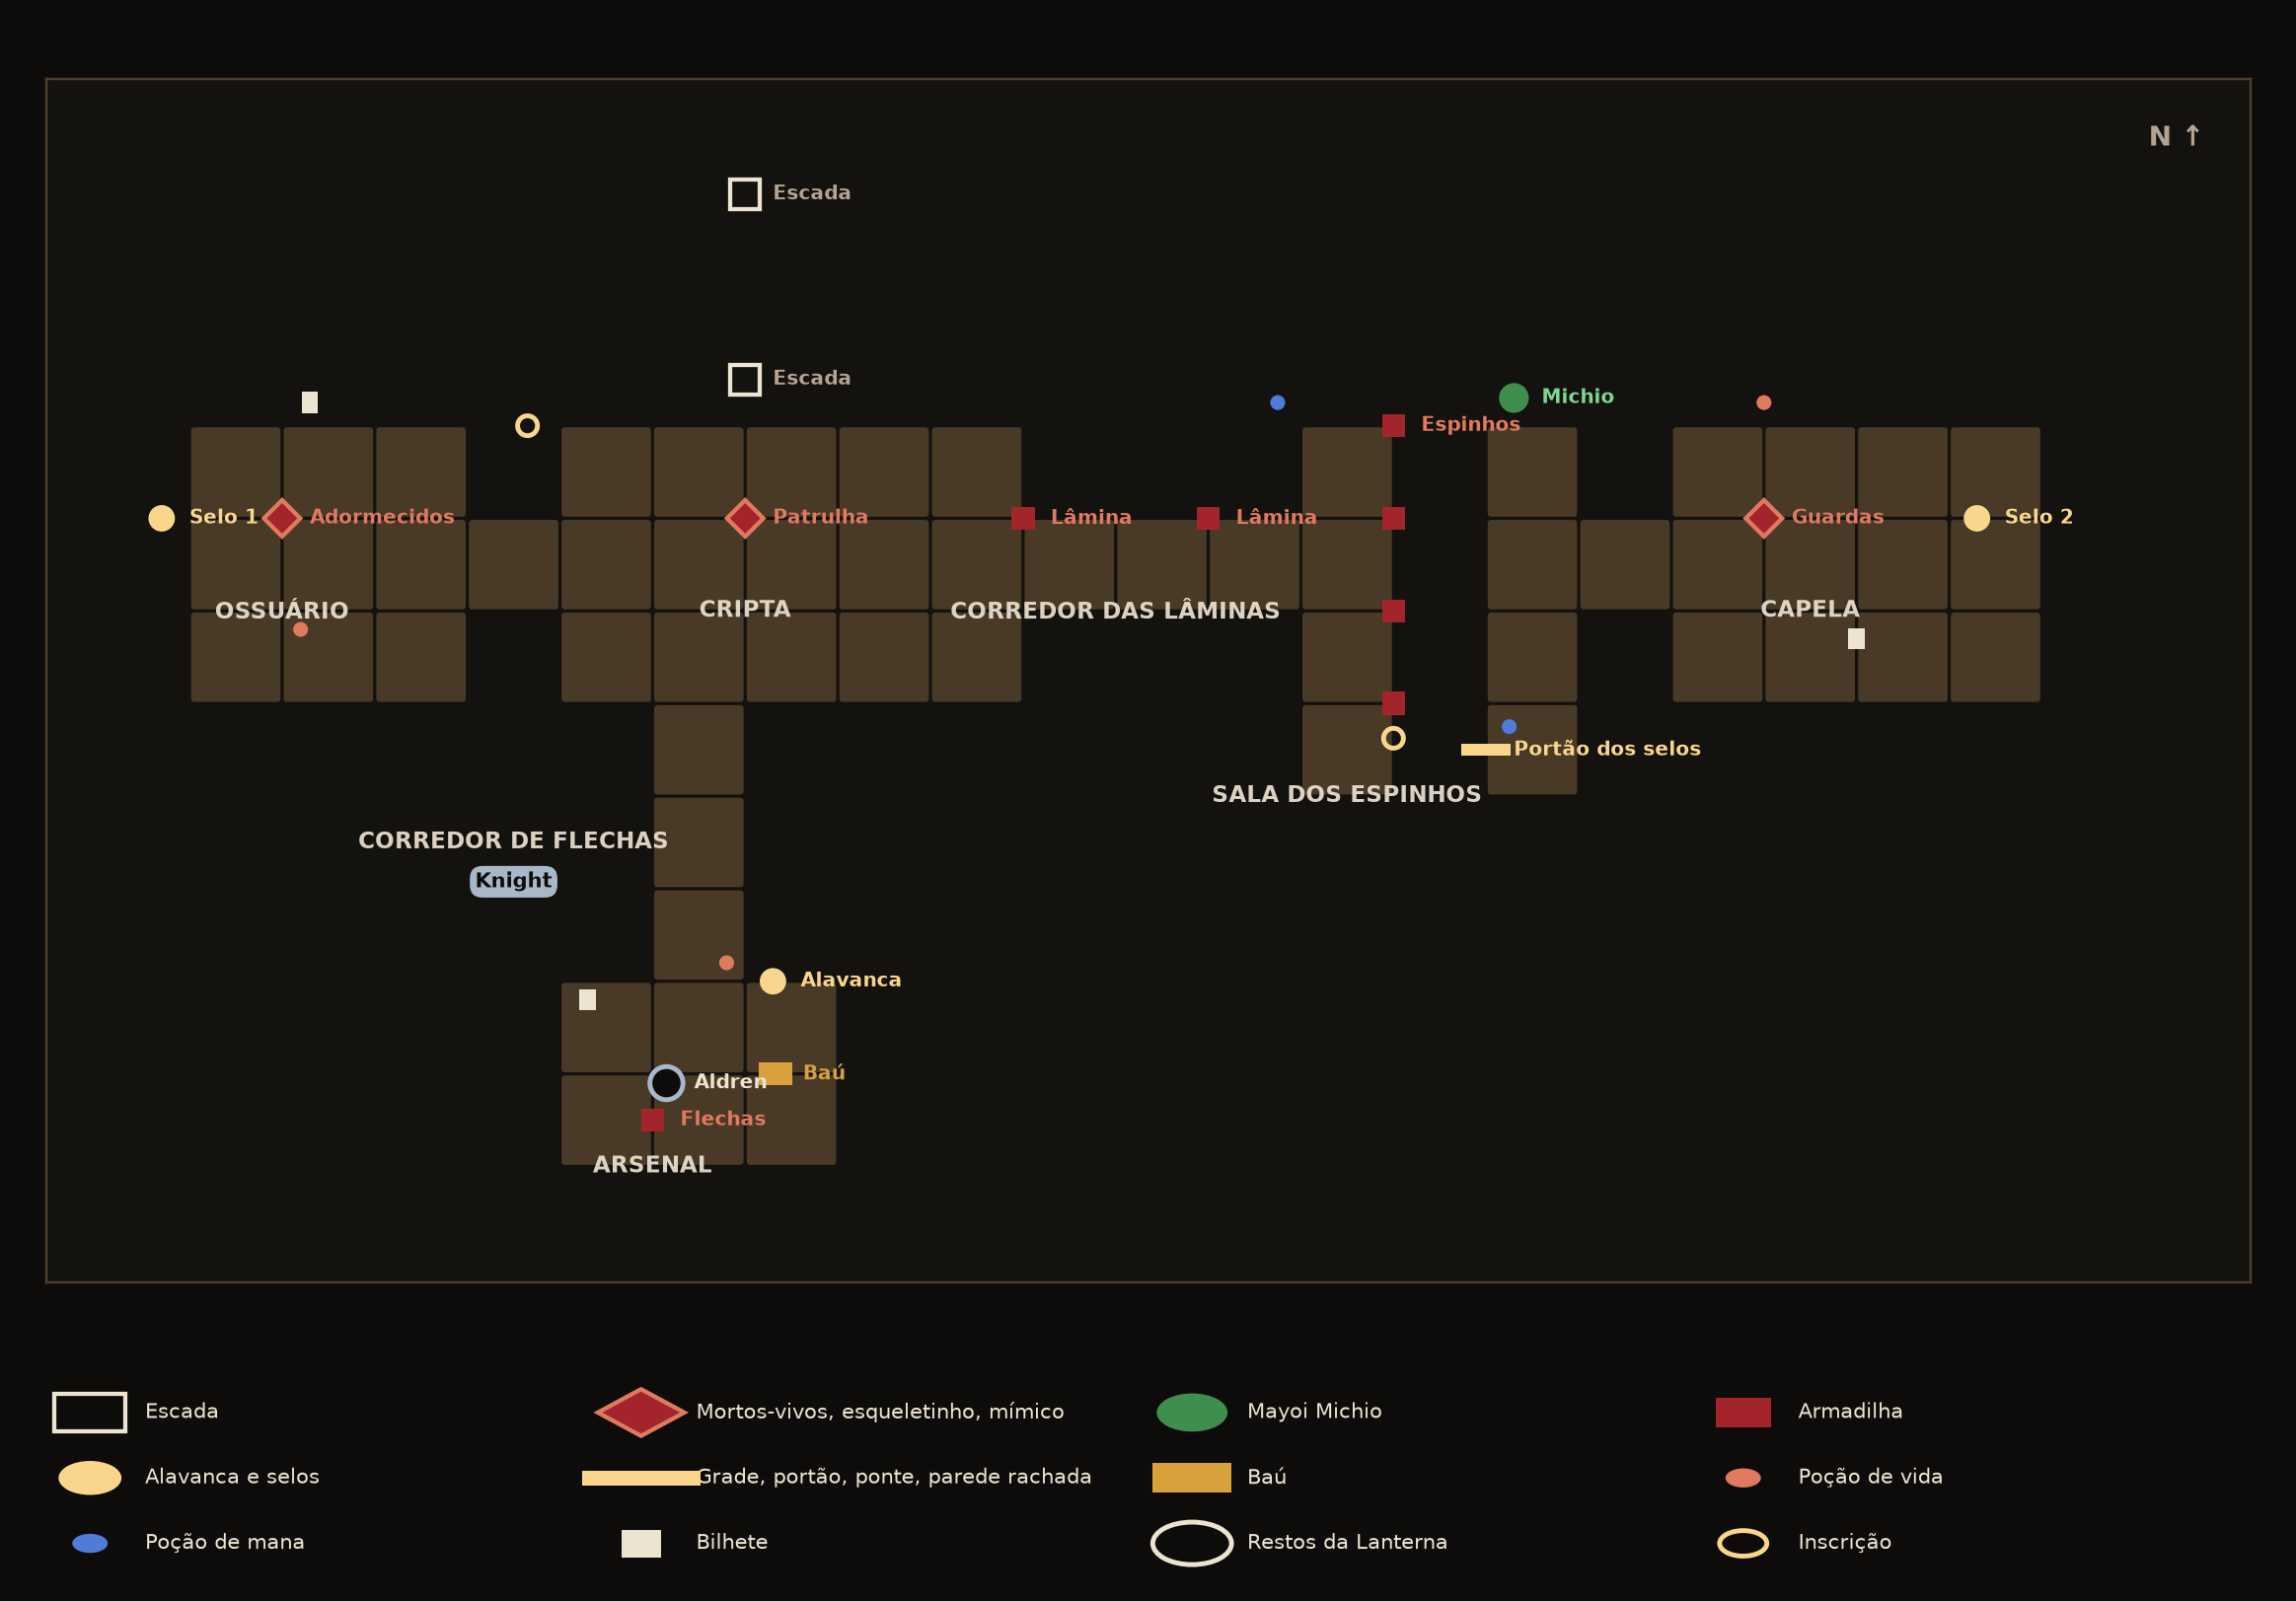 N ↑
Escada
Escada
Michio
Espinhos
Selo 1
Adormecidos
Patrulha
Lâmina
Lâmina
Guardas
Selo 2
OSSUÁRIO
CRIPTA
CORREDOR DAS LÂMINAS
CAPELA
Portão dos selos
SALA DOS ESPINHOS
CORREDOR DE FLECHAS
Knight
Alavanca
Aldren
Baú
Flechas
ARSENAL
Escada
Mortos-vivos, esqueletinho, mímico
Mayoi Michio
Armadilha
Alavanca e selos
Grade, portão, ponte, parede rachada
Baú
Poção de vida
Poção de mana
Bilhete
Restos da Lanterna
Inscrição